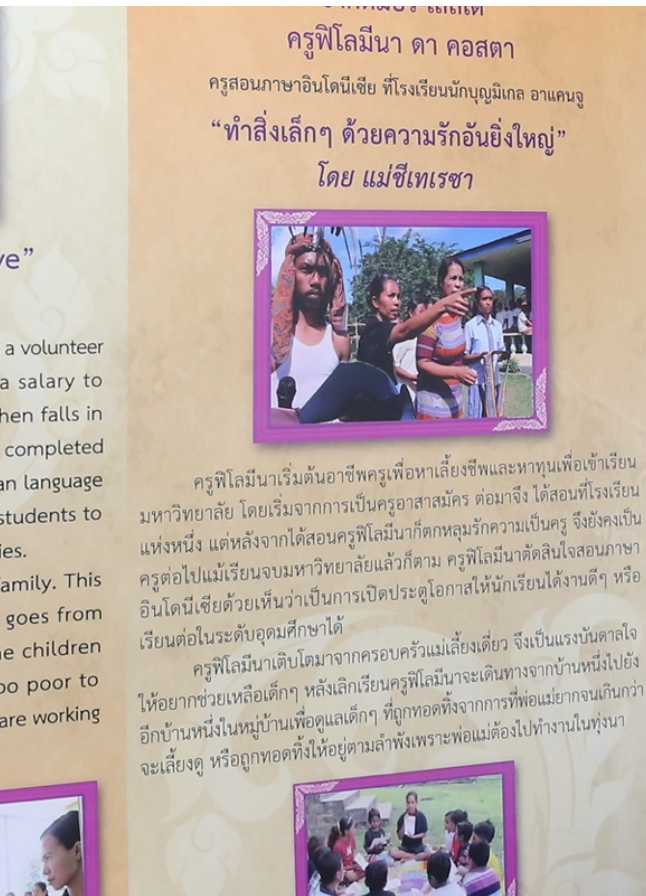 ครูฟิโลมีนา ดา คอสตา
ครูสอนภาษาอินโดนีเซีย ที่โรงเรียนนักบุญมิเกล อาแคนจู
“ทำสิ่งเล็กๆ ด้วยความรักอันยิ่งใหญ่”
โดย แม่ชีเทเรซา
ve”
a volunteer
a salary to
hen falls in
completed
an language
students to
ies.
amily. This
goes from
e children
oo poor to
are working
ครูฟิโลมีนาเริ่มต้นอาชีพครูเพื่อหาเลี้ยงชีพและหาทุนเพื่อเข้าเรียน
มหาวิทยาลัย โดยเริ่มจากการเป็นครูอาสาสมัคร ต่อมาจึง ได้สอนที่โรงเรียน
แห่งหนึ่ง แต่หลังจากได้สอนครูฟิโลมีนาก็ตกหลุมรักความเป็นครู จึงยังคงเป็น
ครูต่อไปแม้เรียนจบมหาวิทยาลัยแล้วก็ตาม ครูฟิโลมีนาตัดสินใจสอนภาษา
อินโดนีเซียด้วยเห็นว่าเป็นการเปิดประตูโอกาสให้นักเรียนได้งานดีๆ หรือ
เรียนต่อในระดับอุดมศึกษาได้
ครูฟิโลมีนาเติบโตมาจากครอบครัวแม่เลี้ยงเดี่ยว จึงเป็นแรงบันดาลใจ
ให้อยากช่วยเหลือเด็กๆ หลังเลิกเรียนครูฟิโลมีนาจะเดินทางจากบ้านหนึ่งไปยัง
อีกบ้านหนึ่งในหมู่บ้านเพื่อดูแลเด็กๆ ที่ถูกทอดทิ้งจากการที่พ่อแม่ยากจนเกินกว่า
จะเลี้ยงดู หรือถูกทอดทิ้งให้อยู่ตามลำพังเพราะพ่อแม่ต้องไปทำงานในทุ่งนา